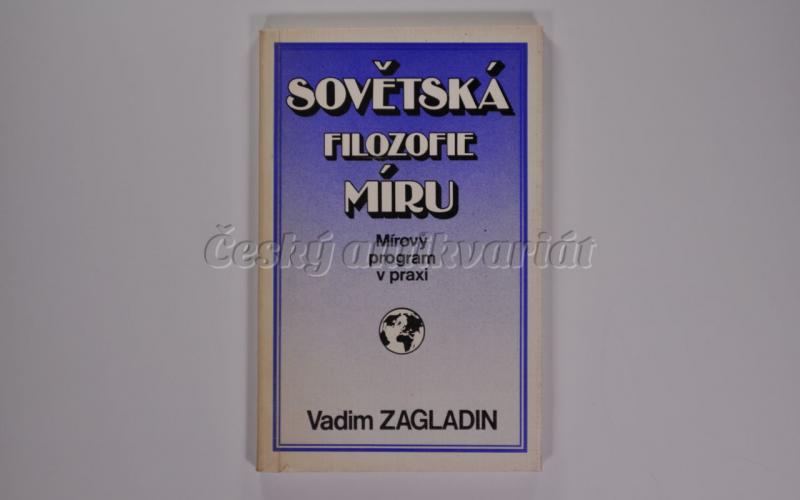 SOVĚTSKÁ
FILOZOFIE
MÍRU
Mírový
program
v praxi
Český antikvariát
Vadim ZAGLADIN